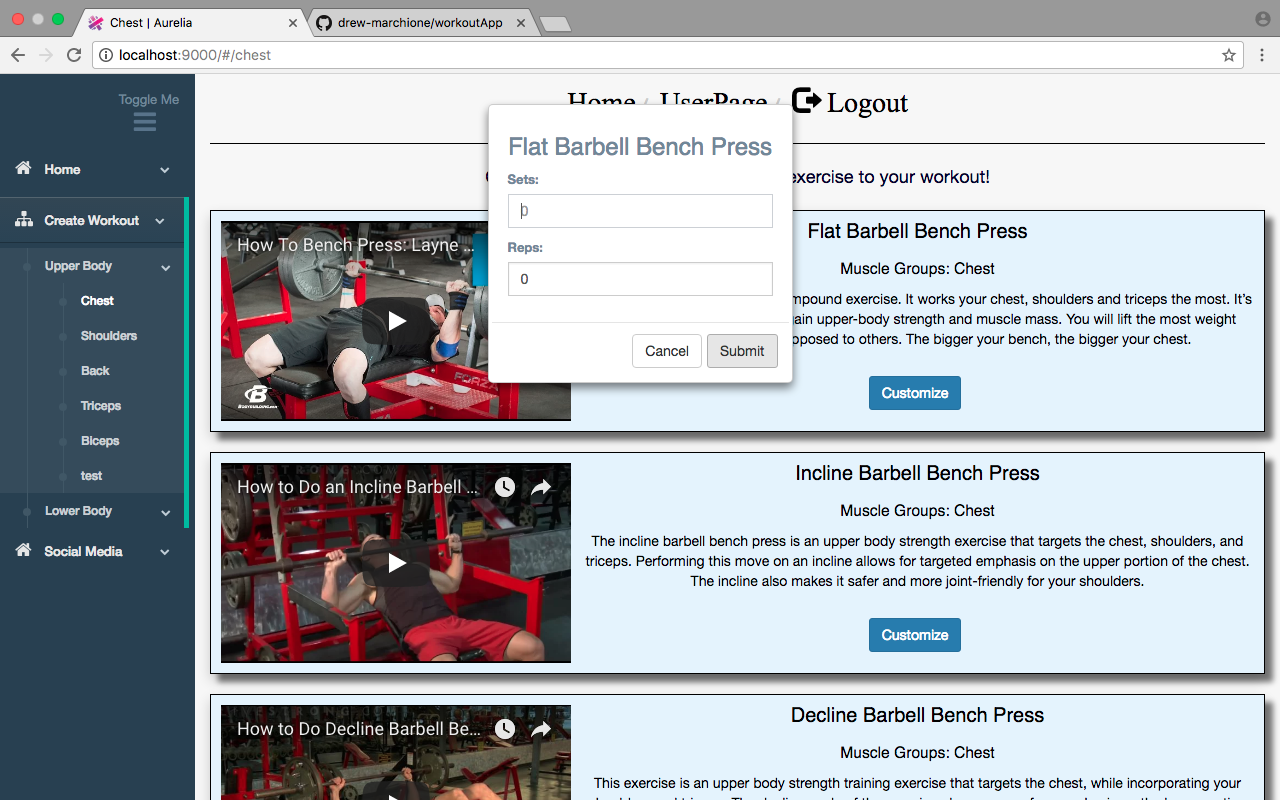 Chest | Aurelia
drew-marchione/workoutApp
localhost:9000/#/chest
Toggle Me
Home
Create Workout
Upper Body
Chest
Shoulders
Back
Triceps
Biceps
test
Lower Body
Social Media
Home / UserPage / Logout
exercise to your workout!
Flat Barbell Bench Press
Sets:
0
Reps:
0
Cancel
Submit
How To Bench Press: Layne ...
BODYBUILDING.com
Flat Barbell Bench Press
Muscle Groups: Chest
exercise. It works your chest, shoulders and triceps the most. It's
upper-body strength and muscle mass. You will lift the most weight
to others. The bigger your bench, the bigger your chest.
Customize
How to Do an Incline Barbell ...
Incline Barbell Bench Press
Muscle Groups: Chest
The incline barbell bench press is an upper body strength exercise that targets the chest, shoulders, and
triceps. Performing this move on an incline allows for targeted emphasis on the upper portion of the chest.
The incline also makes it safer and more joint-friendly for your shoulders.
Customize
How to Do Decline Barbell Be...
Decline Barbell Bench Press
Muscle Groups: Chest
This exercise is an upper body strength training exercise that targets the chest, while incorporating your